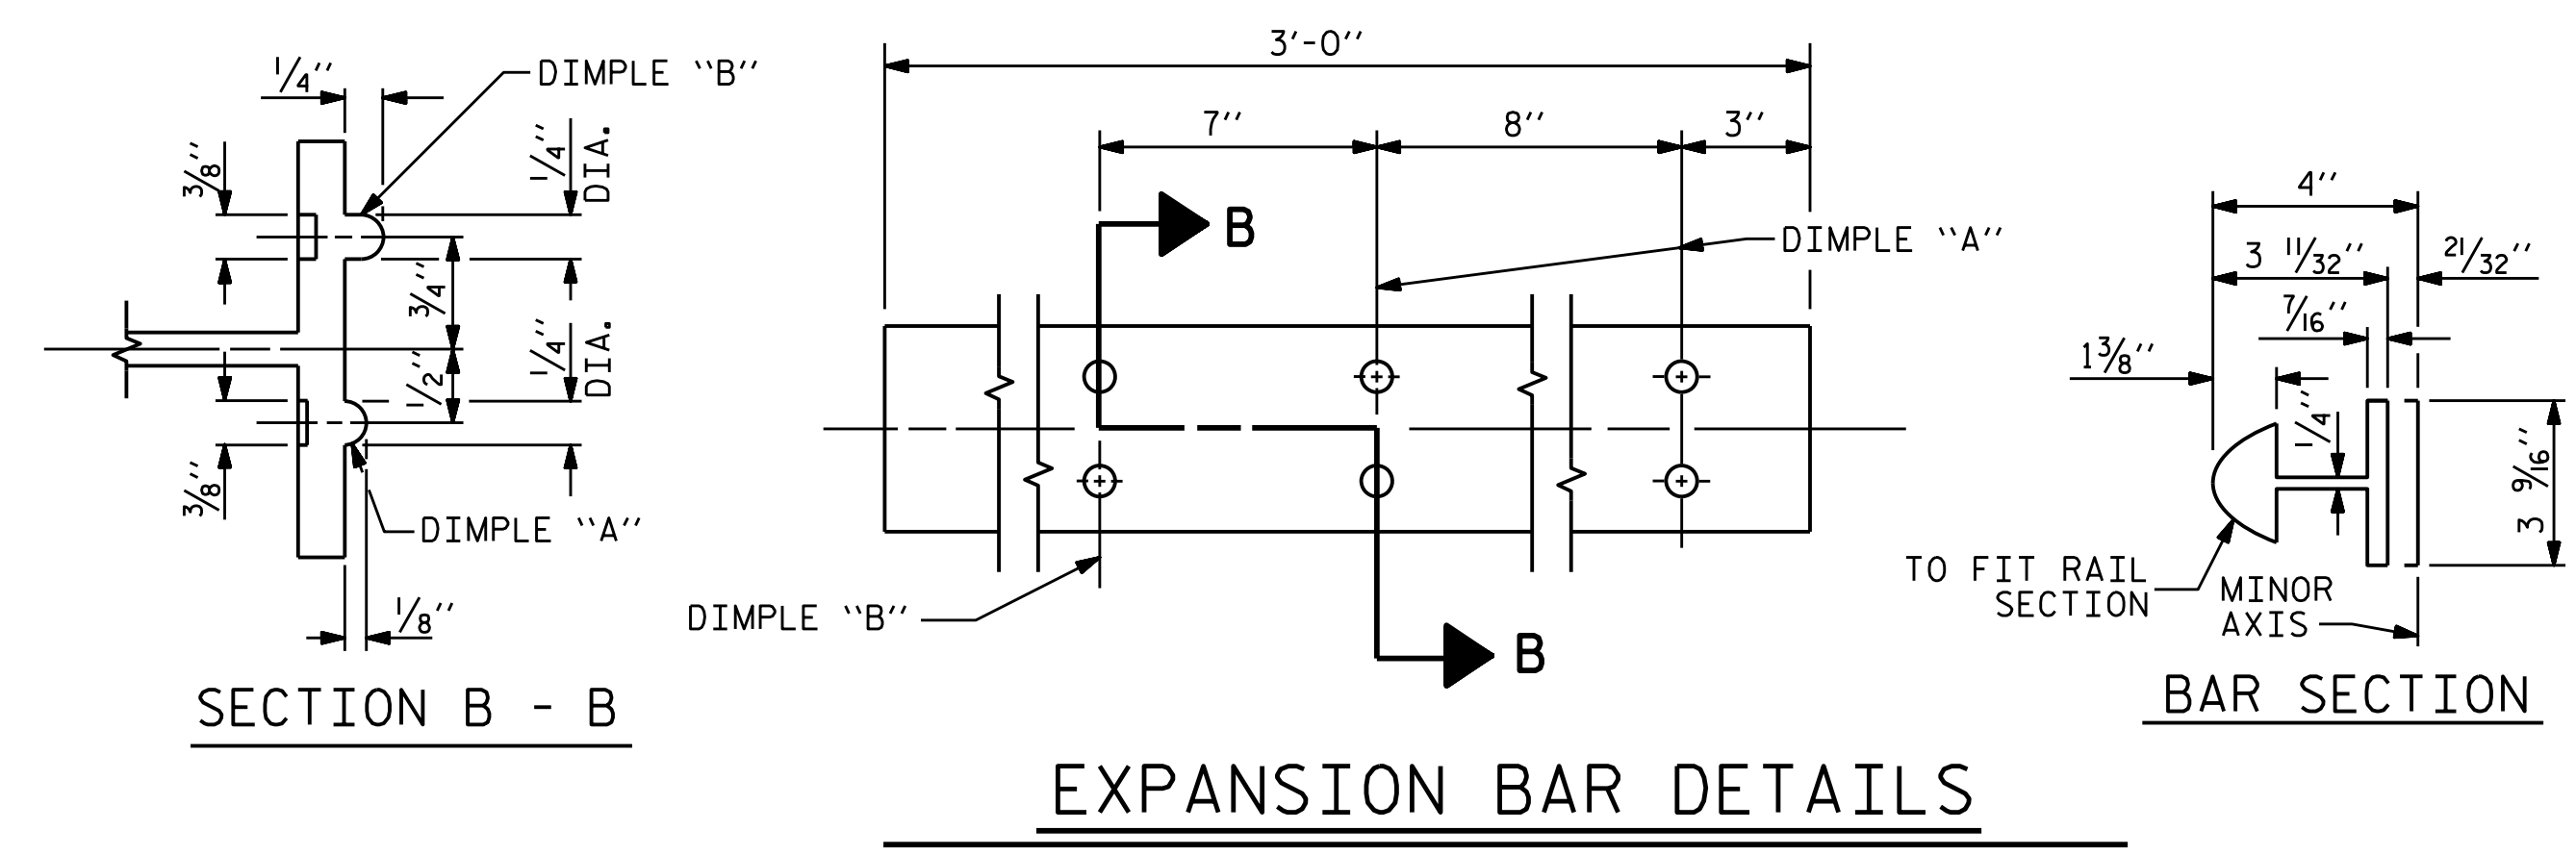 1/4"
DIMPLE "B"
3/8"
1/4" DIA.
3/4"
1/4" DIA.
1/2"
3/8"
DIMPLE "A"
1/8"
SECTION B - B
3'-0"
7"
8"
3"
B
DIMPLE "A"
DIMPLE "B"
B
4"
3 11/32"
21/32"
7/16"
1 3/8"
1/4"
3 9/16"
TO FIT RAIL
SECTION
MINOR
AXIS
BAR SECTION
EXPANSION BAR DETAILS